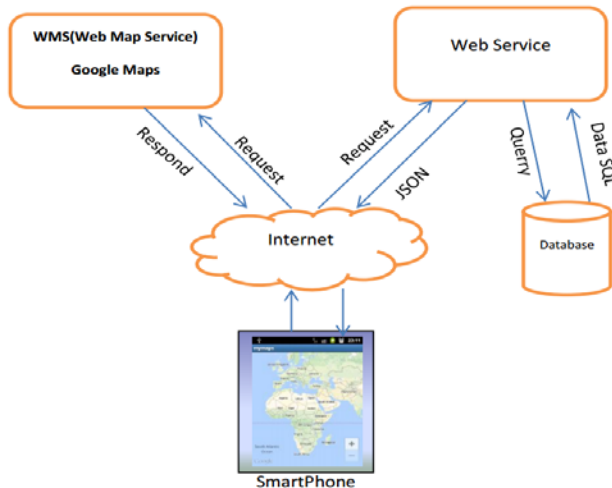 WMS(Web Map Service)
Google Maps
Web Service
Respond
Request
Request
JSON
Querry
Data SQL
Internet
Database
SmartPhone